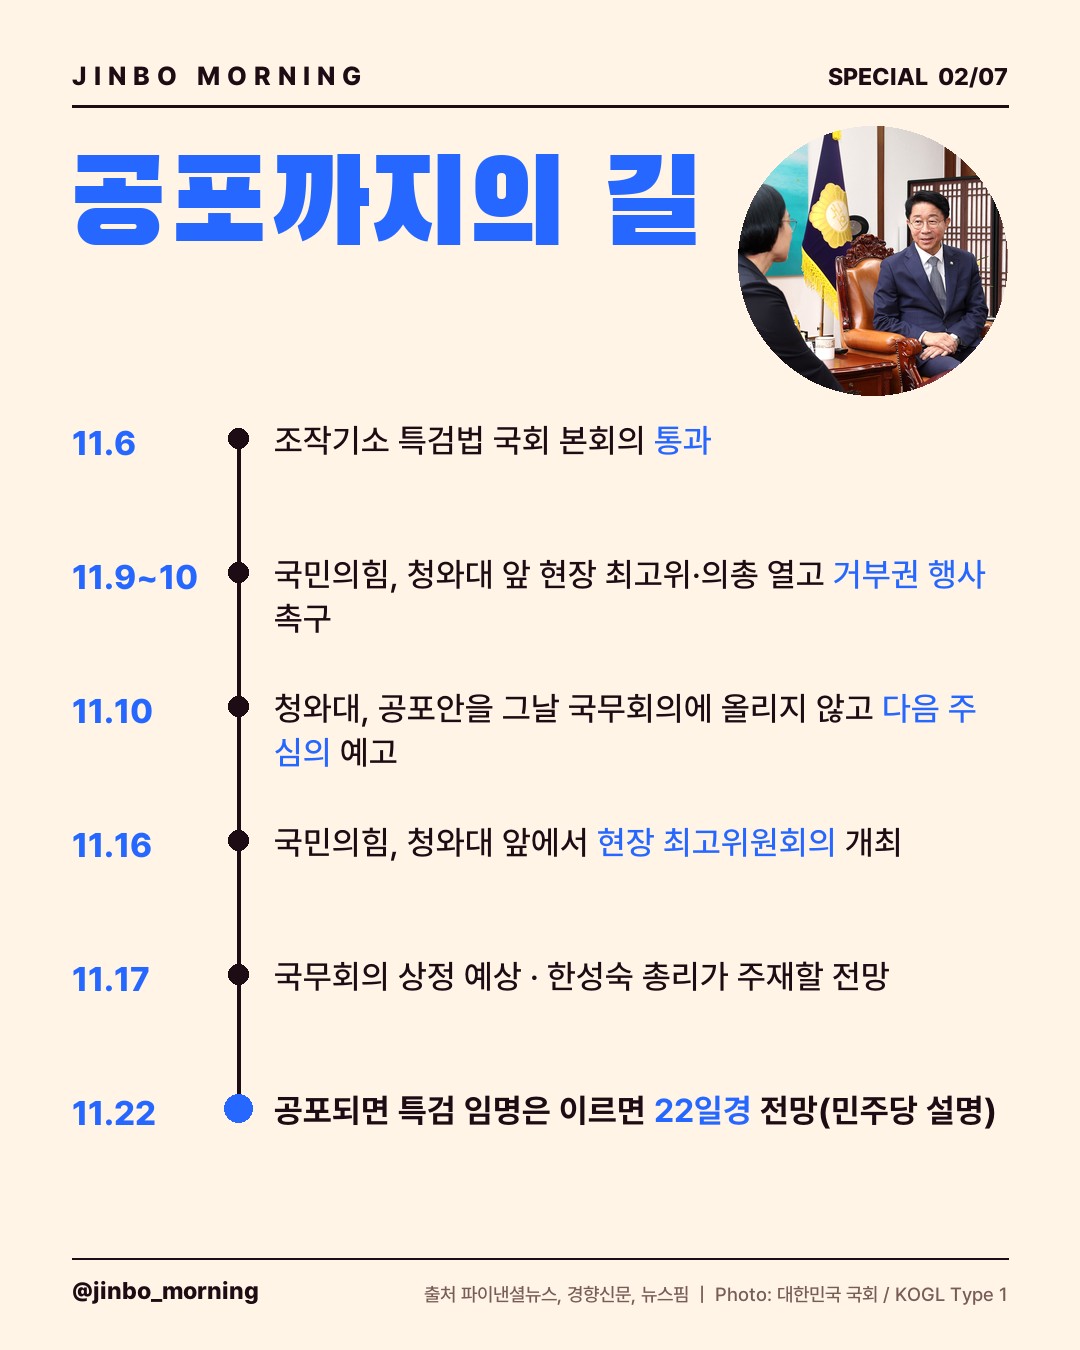 JINBO MORNING
SPECIAL 02/07
공포까지의 길
11.6
조작기소 특검법 국회 본회의 통과
11.9~10
국민의힘, 청와대 앞 현장 최고위·의총 열고 거부권 행사
촉구
11.10
청와대, 공포안을 그날 국무회의에 올리지 않고 다음 주
심의 예고
11.16
국민의힘, 청와대 앞에서 현장 최고위원회의 개최
11.17
국무회의 상정 예상 · 한성숙 총리가 주재할 전망
11.22
공포되면 특검 임명은 이르면 22일경 전망(민주당 설명)
@jinbo_morning
출처 파이낸셜뉴스, 경향신문, 뉴스핌 | Photo: 대한민국 국회 / KOGL Type 1